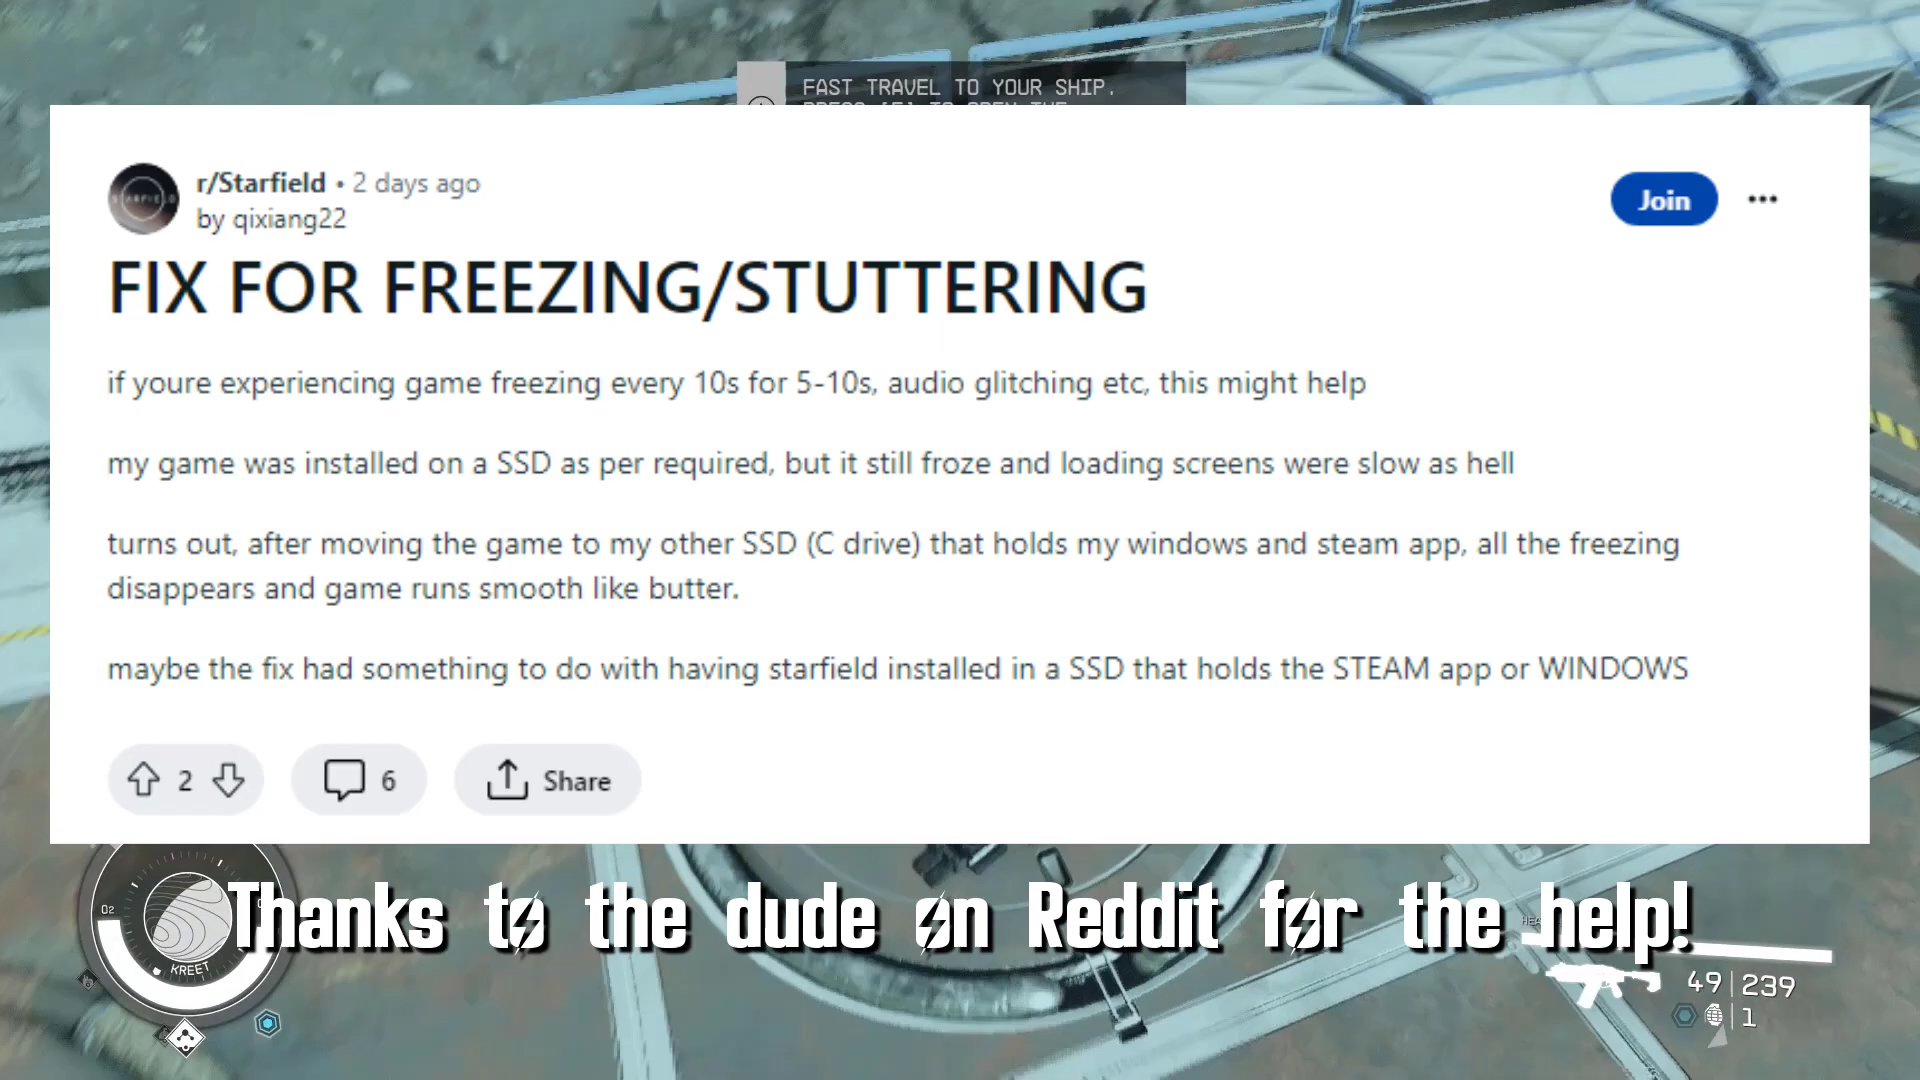 FAST TRAVEL TO YOUR SHIP.
r/Starfield • 2 days ago
by qixiang22
Join
FIX FOR FREEZING/STUTTERING
if youre experiencing game freezing every 10s for 5-10s, audio glitching etc, this might help
my game was installed on a SSD as per required, but it still froze and loading screens were slow as hell
turns out, after moving the game to my other SSD (C drive) that holds my windows and steam app, all the freezing
disappears and game runs smooth like butter.
maybe the fix had something to do with having starfield installed in a SSD that holds the STEAM app or WINDOWS
2
6
Share
Thanks to the dude on Reddit for the help!
O2
KREET
49 | 239
1